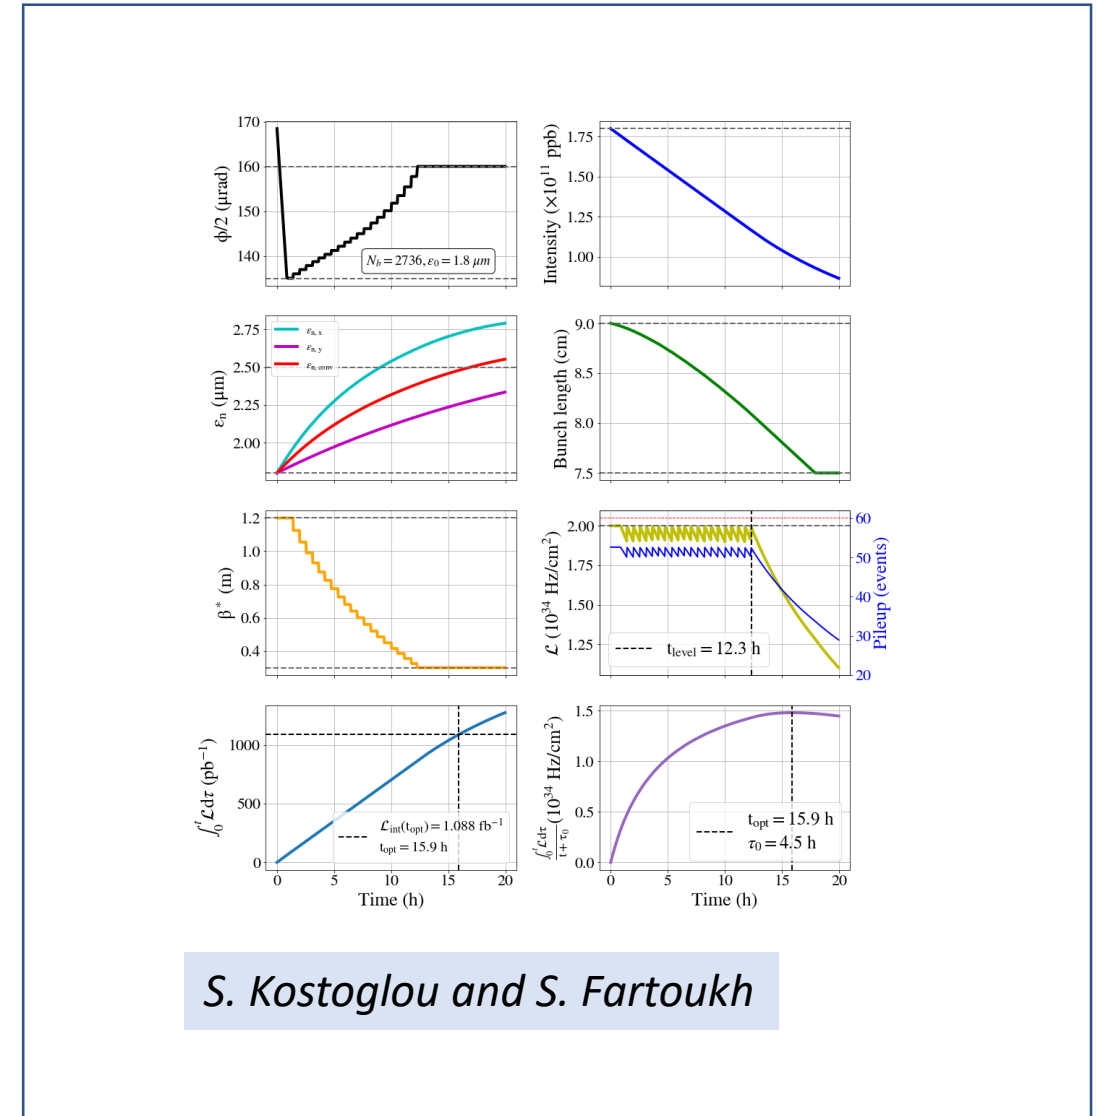 170
160
150
140
ϕ/2 (μrad)
N_b = 2736, ε_0 = 1.8 μm
1.75
1.50
1.25
1.00
Intensity (×10^11 ppb)
2.75
2.50
2.25
2.00
ε_n (μm)
ε_n, x
ε_n, y
ε_n, conv
9.0
8.5
8.0
7.5
Bunch length (cm)
1.2
1.0
0.8
0.6
0.4
β* (m)
2.00
1.75
1.50
1.25
ℒ (10^34 Hz/cm^2)
t_level = 12.3 h
60
50
40
30
20
Pileup (events)
1000
500
0
∫_0^t ℒdτ (pb^−1)
ℒ_int(t_opt) = 1.088 fb^−1
t_opt = 15.9 h
0 5 10 15 20
Time (h)
1.5
1.0
0.5
0.0
∫_0^t ℒdτ / t + τ_0 (10^34 Hz/cm^2)
t_opt = 15.9 h
τ_0 = 4.5 h
0 5 10 15 20
Time (h)
S. Kostoglou and S. Fartoukh